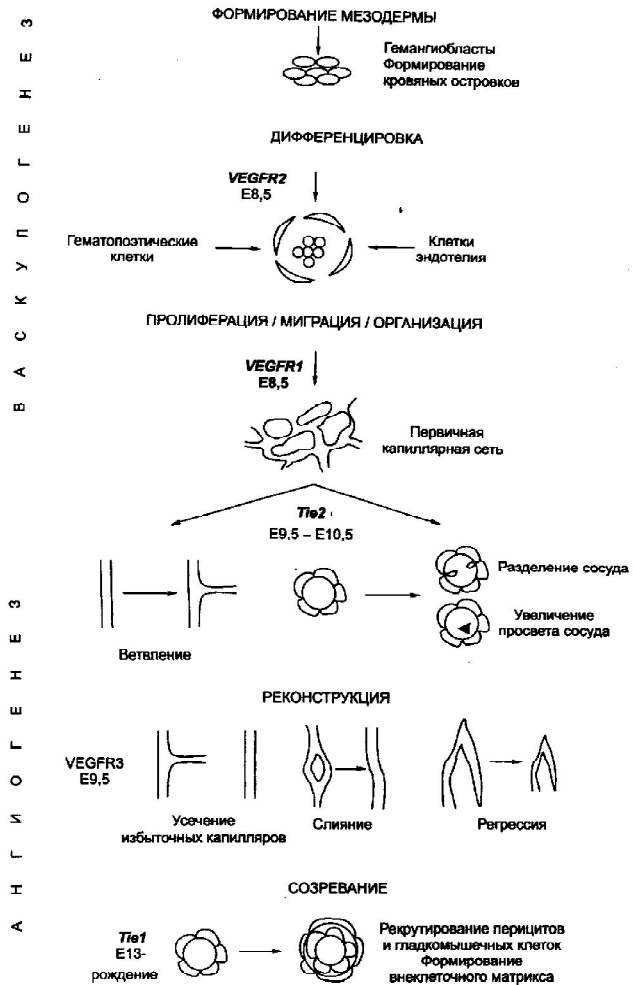 ФОРМИРОВАНИЕ МЕЗОДЕРМЫ
Гемангиобласты
Формирование
кровяных островков
ДИФФЕРЕНЦИРОВКА
VEGFR2
E8,5
Гематопоэтические
клетки
Клетки
эндотелия
ПРОЛИФЕРАЦИЯ / МИГРАЦИЯ / ОРГАНИЗАЦИЯ
VEGFR1
E8,5
Первичная
капиллярная сеть
В А С К У П О Г Е Н Е З
Tie2
E9,5 – E10,5
Разделение сосуда
Увеличение
просвета сосуда
Ветвление
РЕКОНСТРУКЦИЯ
VEGFR3
E9,5
Усечение
избыточных капилляров
Слияние
Регрессия
СОЗРЕВАНИЕ
Tie1
E13-
рождение
Рекрутирование перицитов
и гладкомышечных клеток
Формирование
внеклеточного матрикса
А Н Г И О Г Е Н Е З